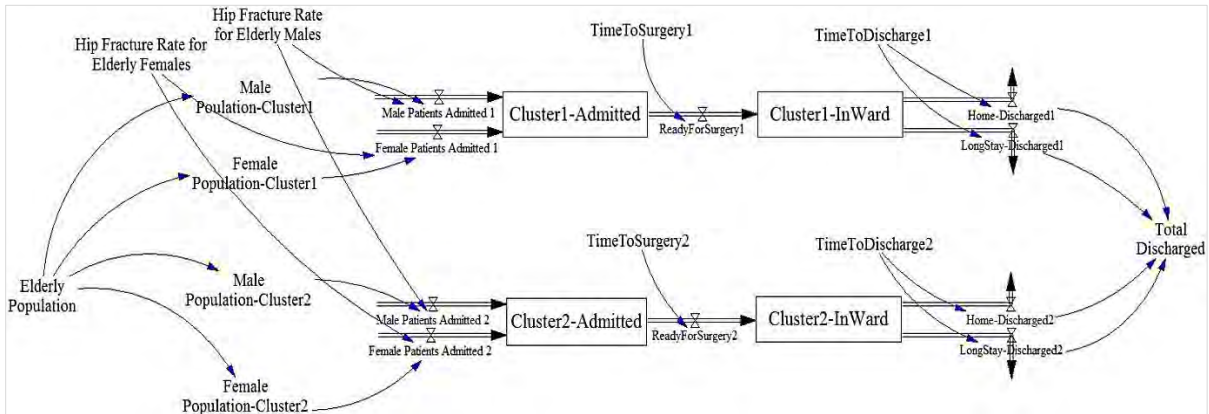 Hip Fracture Rate for
Elderly Males
Hip Fracture Rate for
Elderly Females
TimeToSurgery1
TimeToDischarge1
Male
Poulation-Cluster1
Male Patients Admitted 1
Cluster1-Admitted
ReadyForSurgery1
Cluster1-InWard
Home-Discharged1
Female Patients Admitted 1
LongStay-Discharged1
Female
Population-Cluster1
Total
Discharged
TimeToSurgery2
TimeToDischarge2
Elderly
Population
Male
Population-Cluster2
Male Patients Admitted 2
Cluster2-Admitted
ReadyForSurgery2
Cluster2-InWard
Home-Discharged2
Female Patients Admitted 2
LongStay-Discharged2
Female
Population-Cluster2